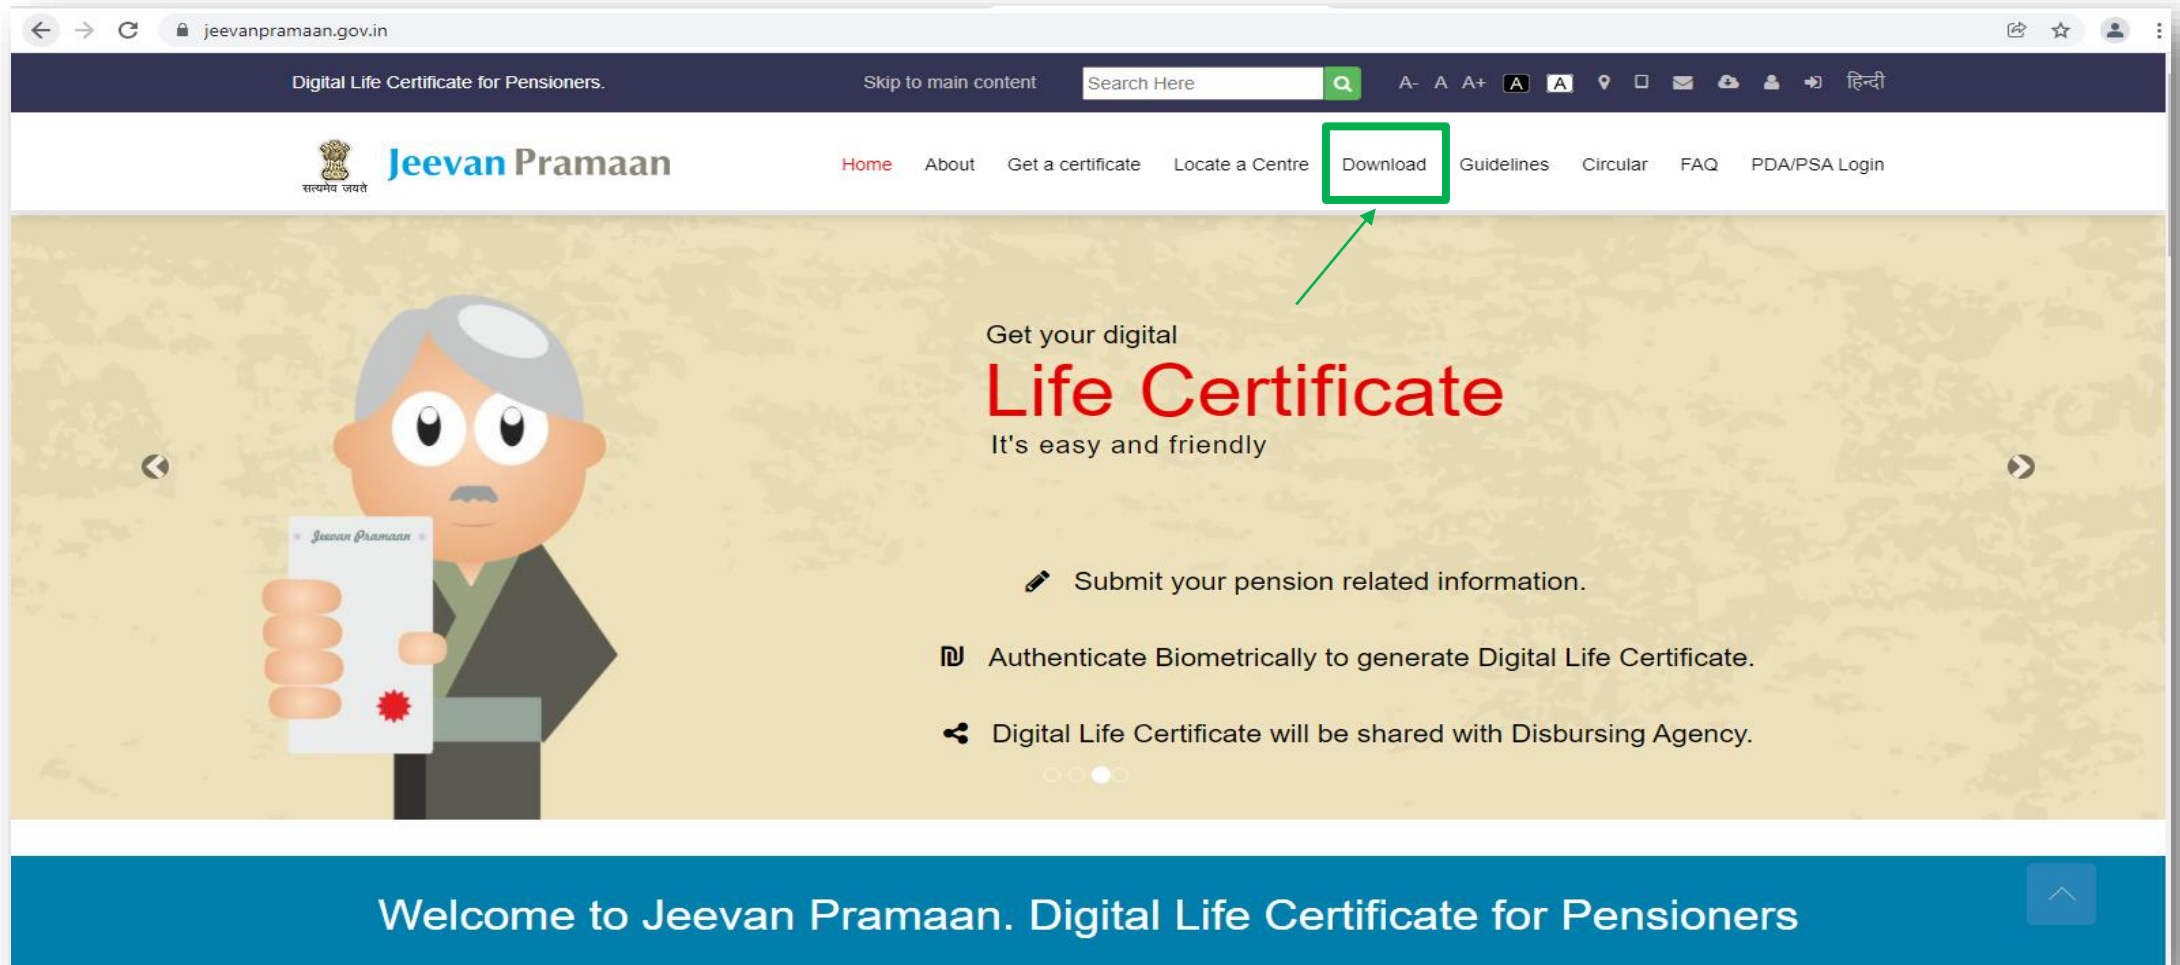 jeevanpramaan.gov.in
Digital Life Certificate for Pensioners.
Skip to main content
Search Here
A- A A+ A A हिन्दी
सत्यमेव जयते
Jeevan Pramaan
Home About Get a certificate Locate a Centre Download Guidelines Circular FAQ PDA/PSA Login
Get your digital
Life Certificate
It's easy and friendly
Jeevan Pramaan
Submit your pension related information.
Authenticate Biometrically to generate Digital Life Certificate.
Digital Life Certificate will be shared with Disbursing Agency.
Welcome to Jeevan Pramaan. Digital Life Certificate for Pensioners